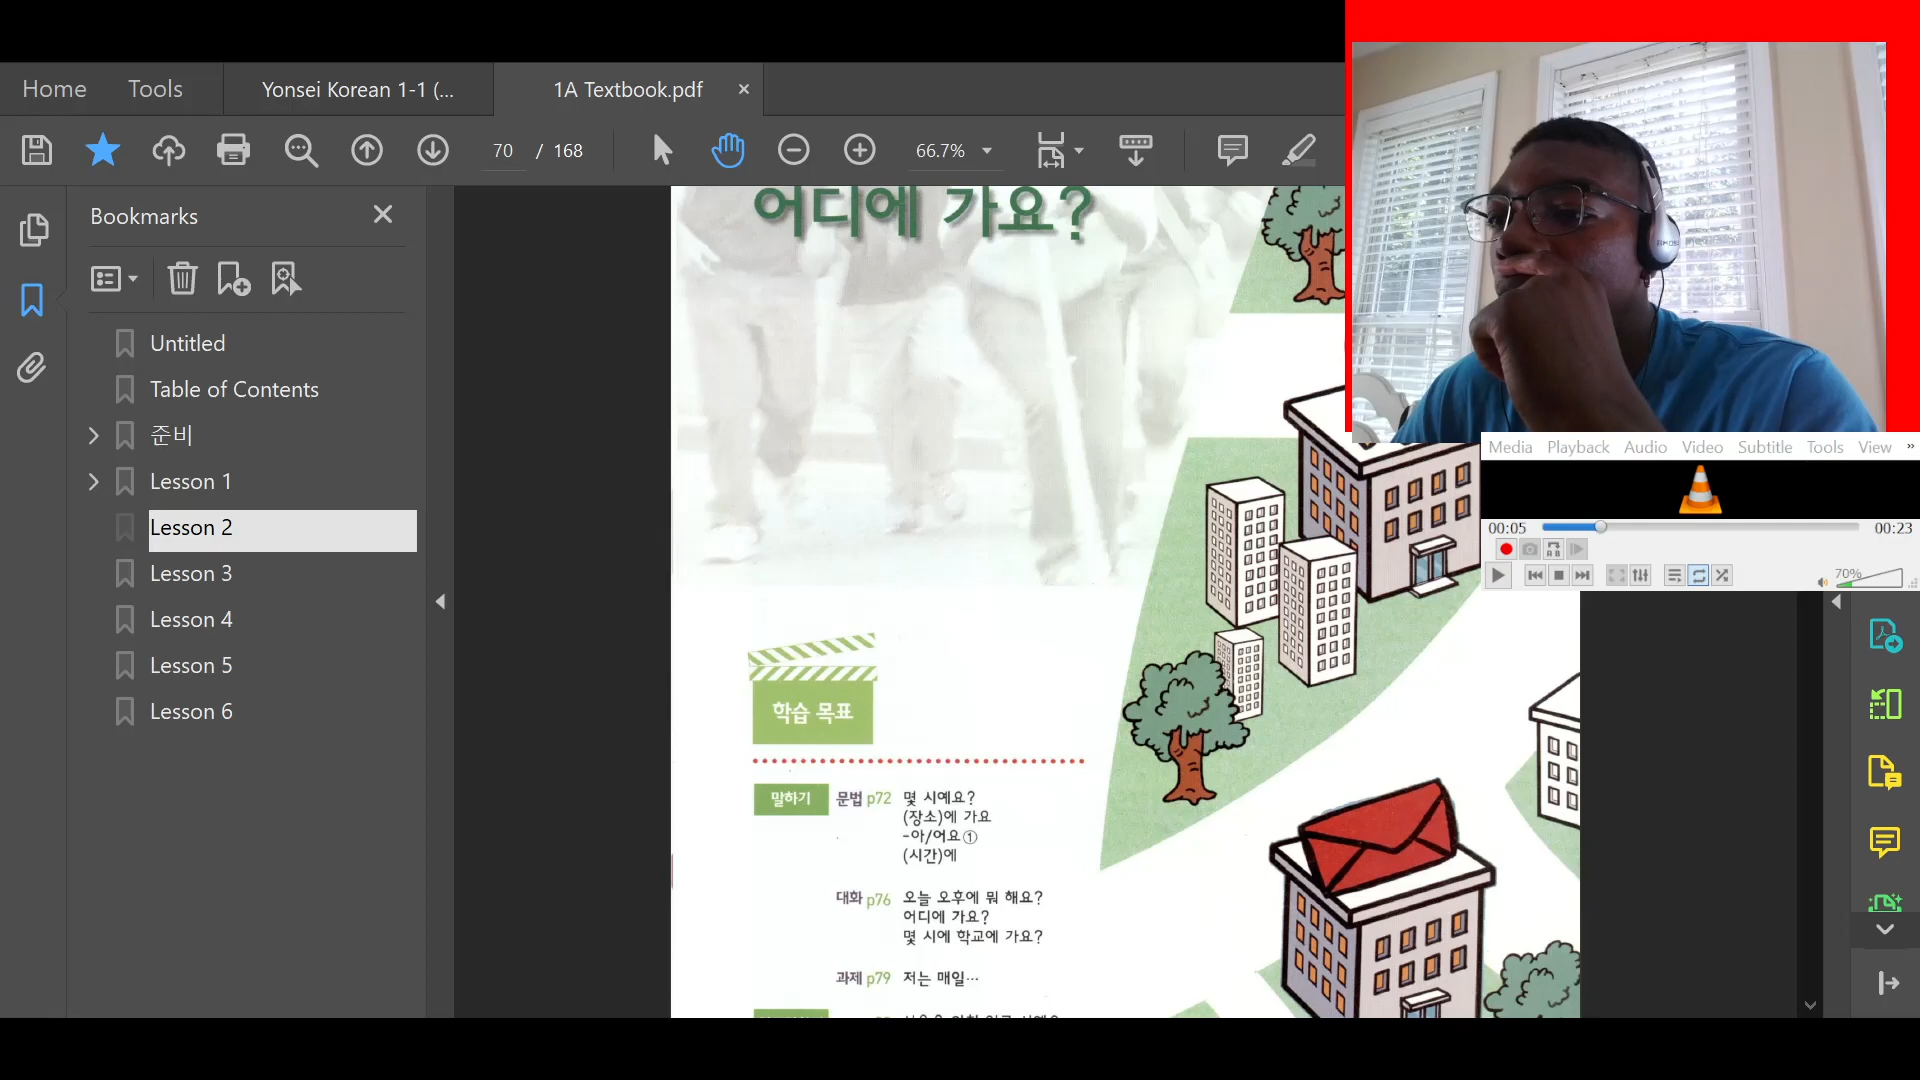 Home Tools Yonsei Korean 1-1 (... 1A Textbook.pdf
70 / 168 66.7%
Bookmarks
Untitled
Table of Contents
준비
Lesson 1
Lesson 2
Lesson 3
Lesson 4
Lesson 5
Lesson 6
어디에 가요?
학습 목표
말하기 문법 p72 몇 시예요?
(장소)에 가요
-아/어요①
(시간)에
대화 p76 오늘 오후에 뭐 해요?
어디에 가요?
몇 시에 학교에 가요?
과제 p79 저는 매일…
Media Playback Audio Video Subtitle Tools View »
00:05 00:23
70%